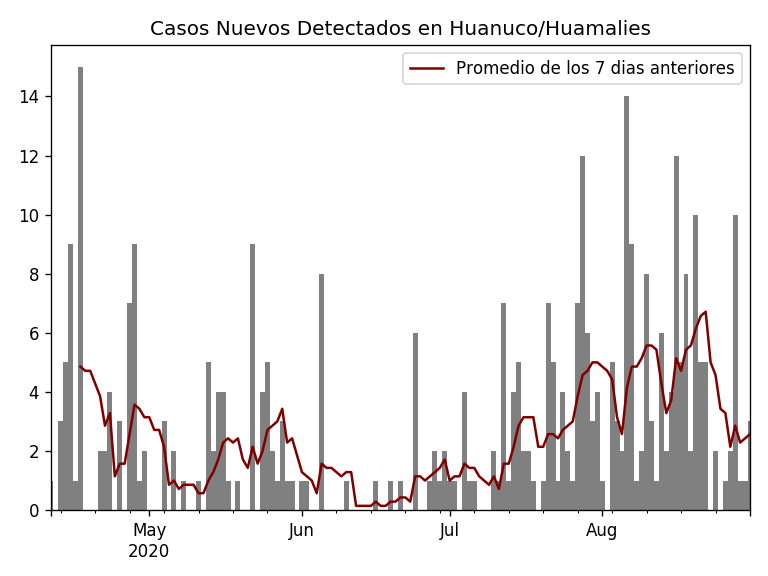 Casos Nuevos Detectados en Huanuco/Huamalies
Promedio de los 7 dias anteriores
14
12
10
8
6
4
2
0
May
2020
Jun
Jul
Aug